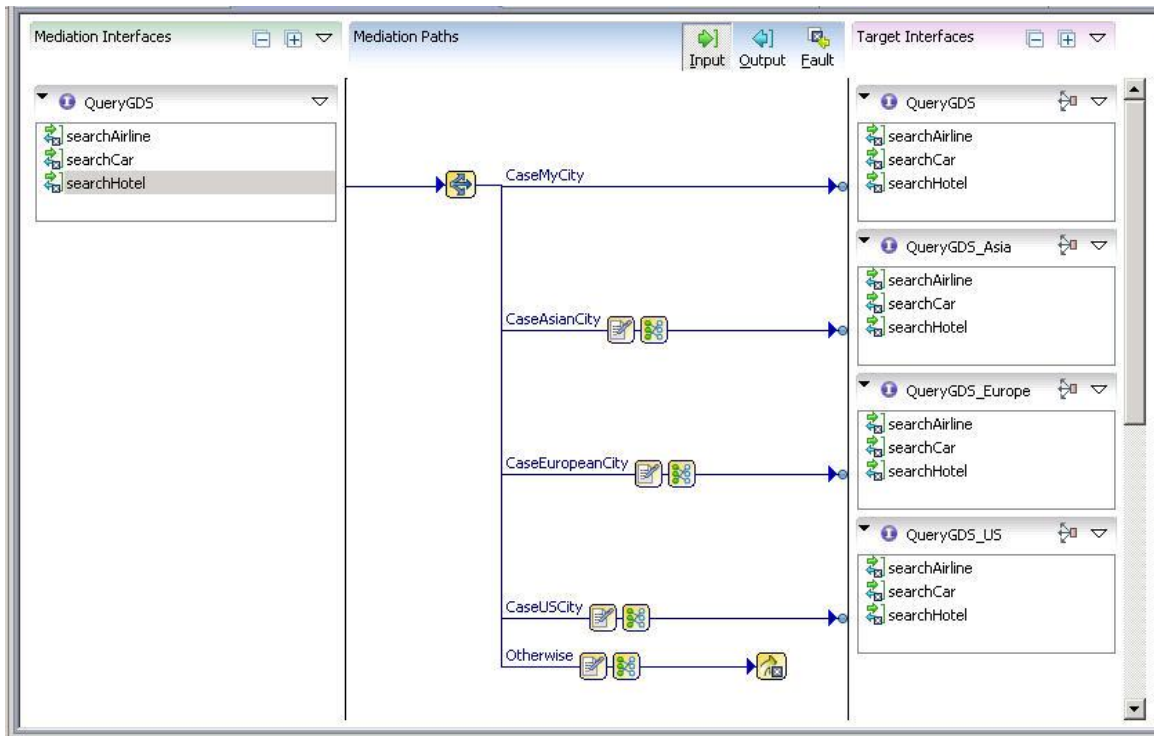 Mediation Interfaces
Mediation Paths
Input
Output
Fault
Target Interfaces
QueryGDS
searchAirline
searchCar
searchHotel
CaseMyCity
CaseAsianCity
CaseEuropeanCity
CaseUSCity
Otherwise
QueryGDS
searchAirline
searchCar
searchHotel
QueryGDS_Asia
searchAirline
searchCar
searchHotel
QueryGDS_Europe
searchAirline
searchCar
searchHotel
QueryGDS_US
searchAirline
searchCar
searchHotel